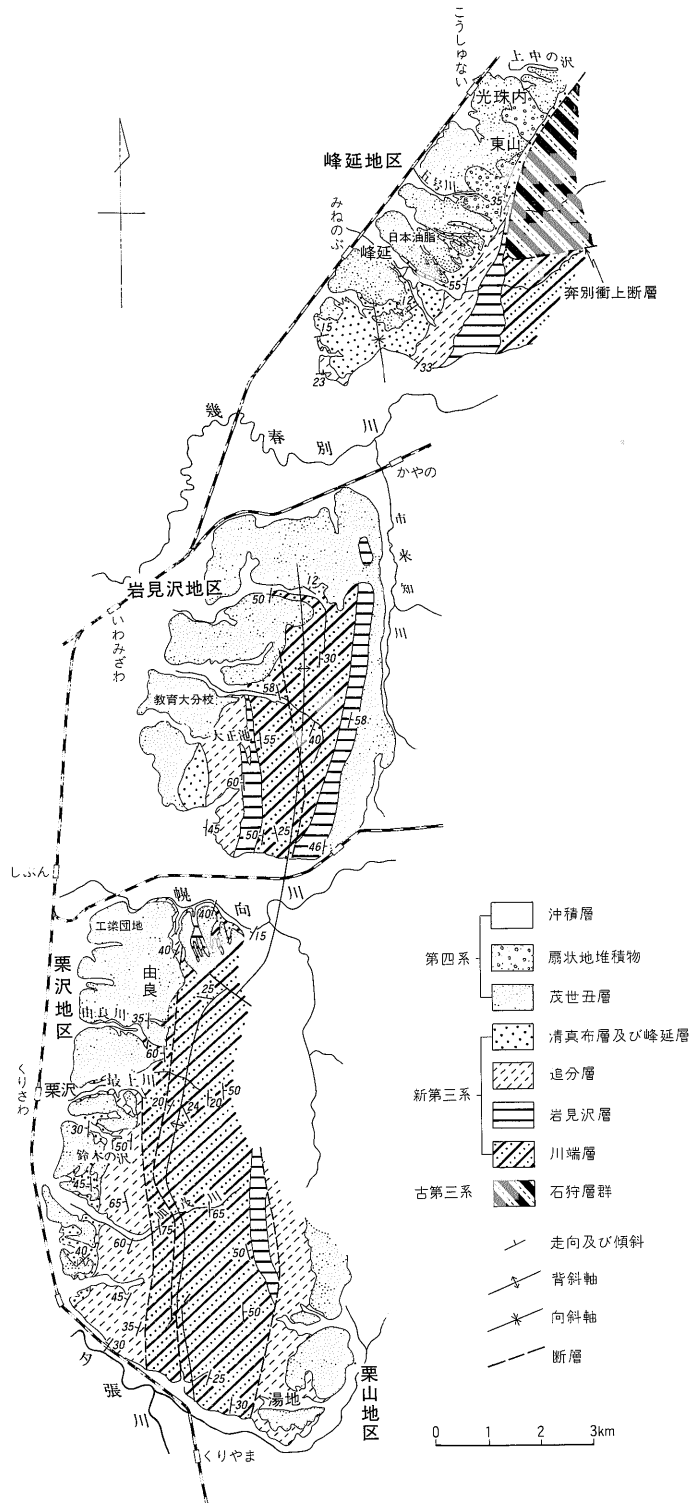 こうしゅない
上中の沢
光珠内
東山
峰延地区
五号川
35
みねのぶ
日本油脂
峰延
55
奔別衝上断層
12
15
33
23
幾春別川
かやの
市来知川
岩見沢地区
12
50
いわみざわ
30
58
教育大分校
58
大正池
55
40
60
45
50
25
46
しぶん
幌向川
工業団地
40
15
40
栗沢地区
由良
25
由良川
35
60
くりさわ
栗沢
最上川
20
24
20
50
30
50
鈴木の沢
45
65
川
65
75
60
50
40
45
50
35
30
夕張川
25
湯地
30
栗山地区
くりやま
第四系
沖積層
扇状地堆積物
茂世丑層
新第三系
清真布層及び峰延層
追分層
岩見沢層
川端層
古第三系
石狩層群
走向及び傾斜
背斜軸
向斜軸
断層
0 1 2 3km